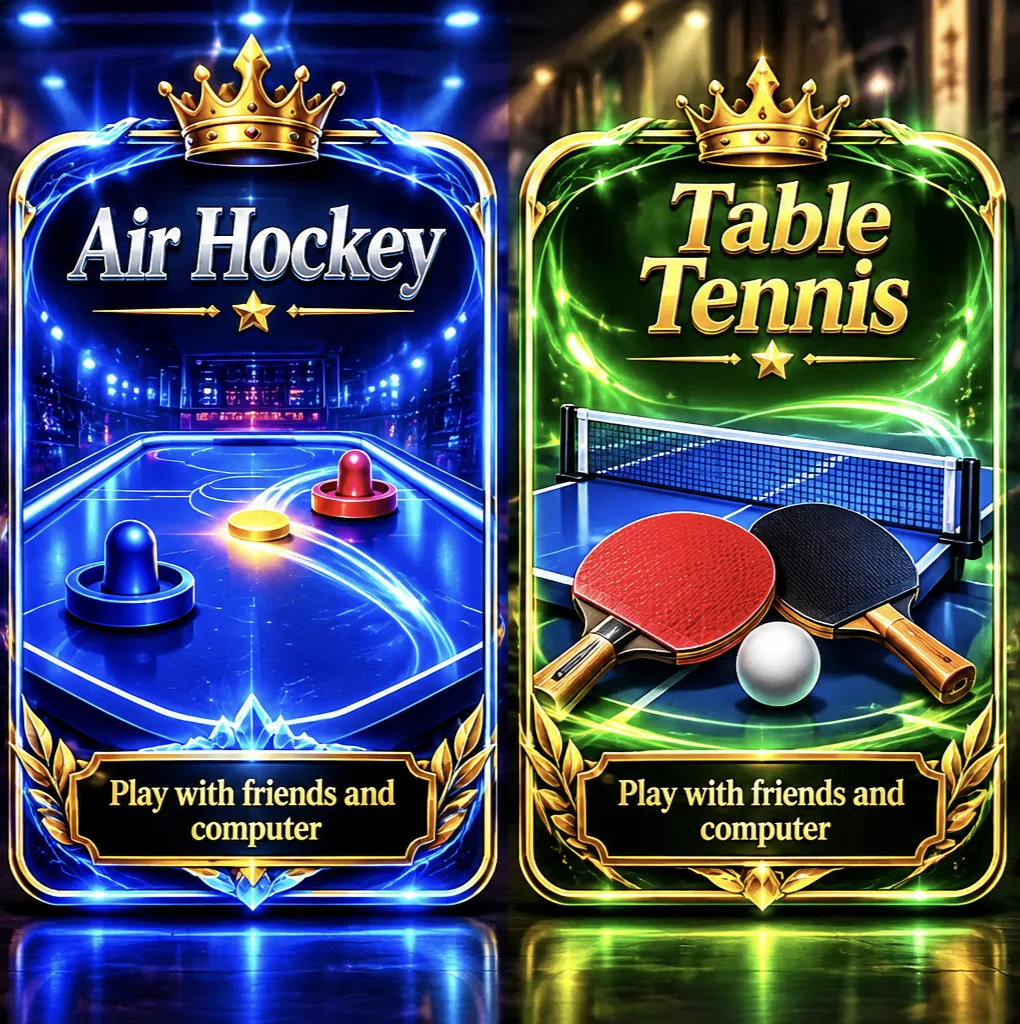 Air Hockey
Play with friends and
computer
Table
Tennis
Play with friends and
computer